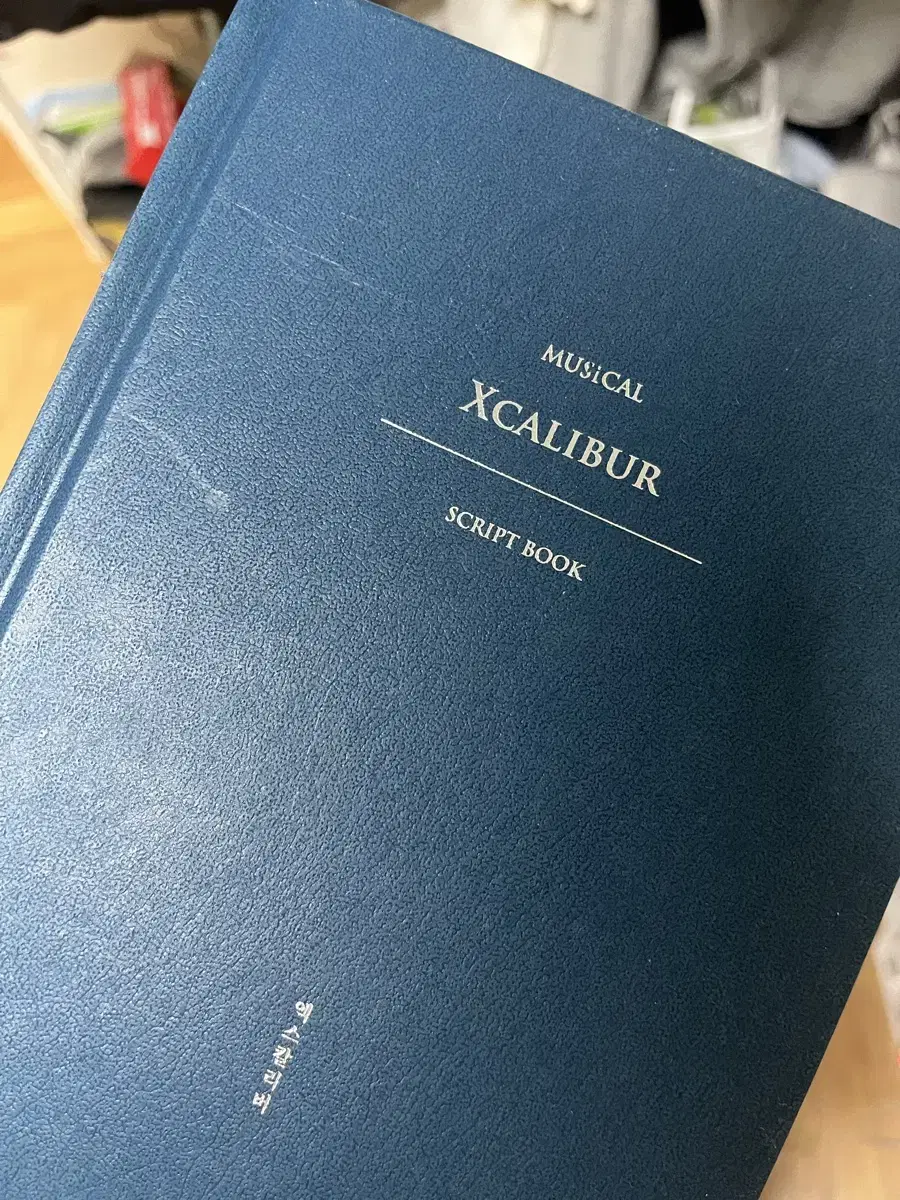 MUSiCAL
XCALIBUR
SCRIPT BOOK
엑스칼리버